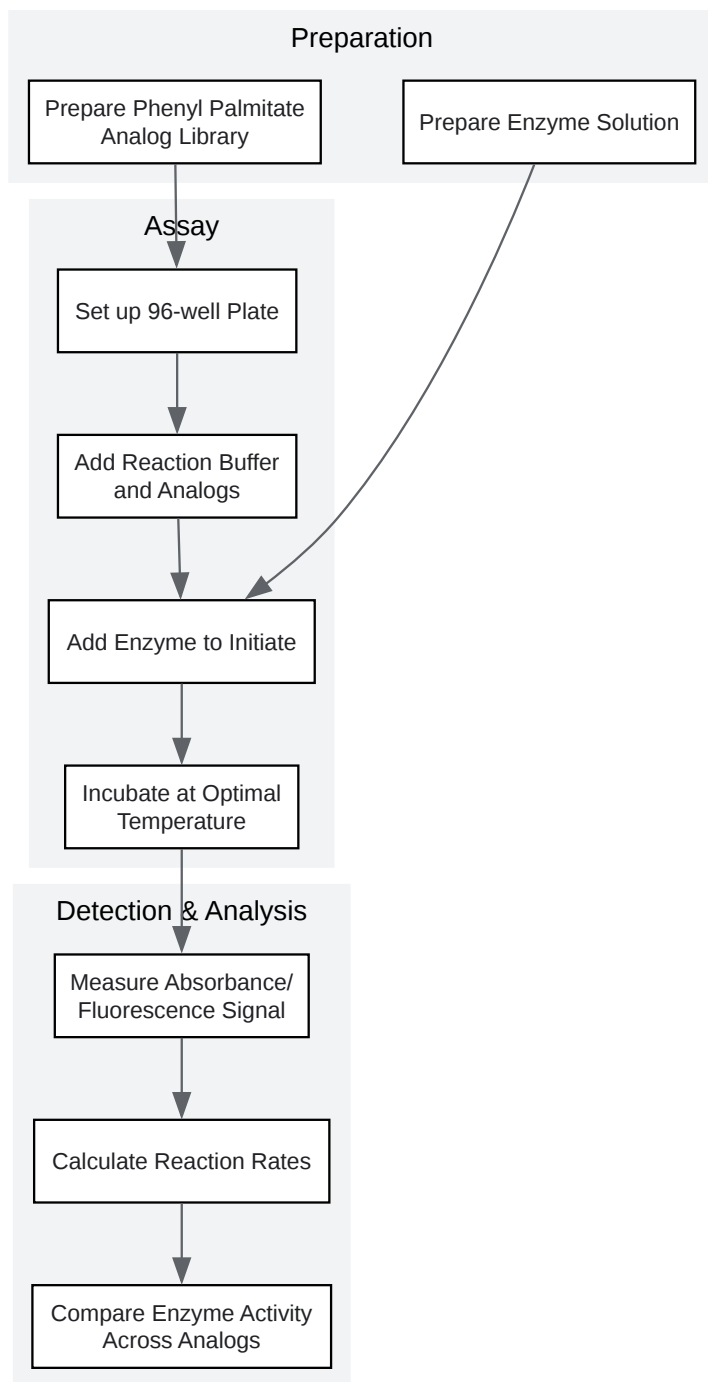 Preparation
Prepare Phenyl Palmitate
Analog Library
Prepare Enzyme Solution
Assay
Set up 96-well Plate
Add Reaction Buffer
and Analogs
Add Enzyme to Initiate
Incubate at Optimal
Temperature
Detection & Analysis
Measure Absorbance/
Fluorescence Signal
Calculate Reaction Rates
Compare Enzyme Activity
Across Analogs